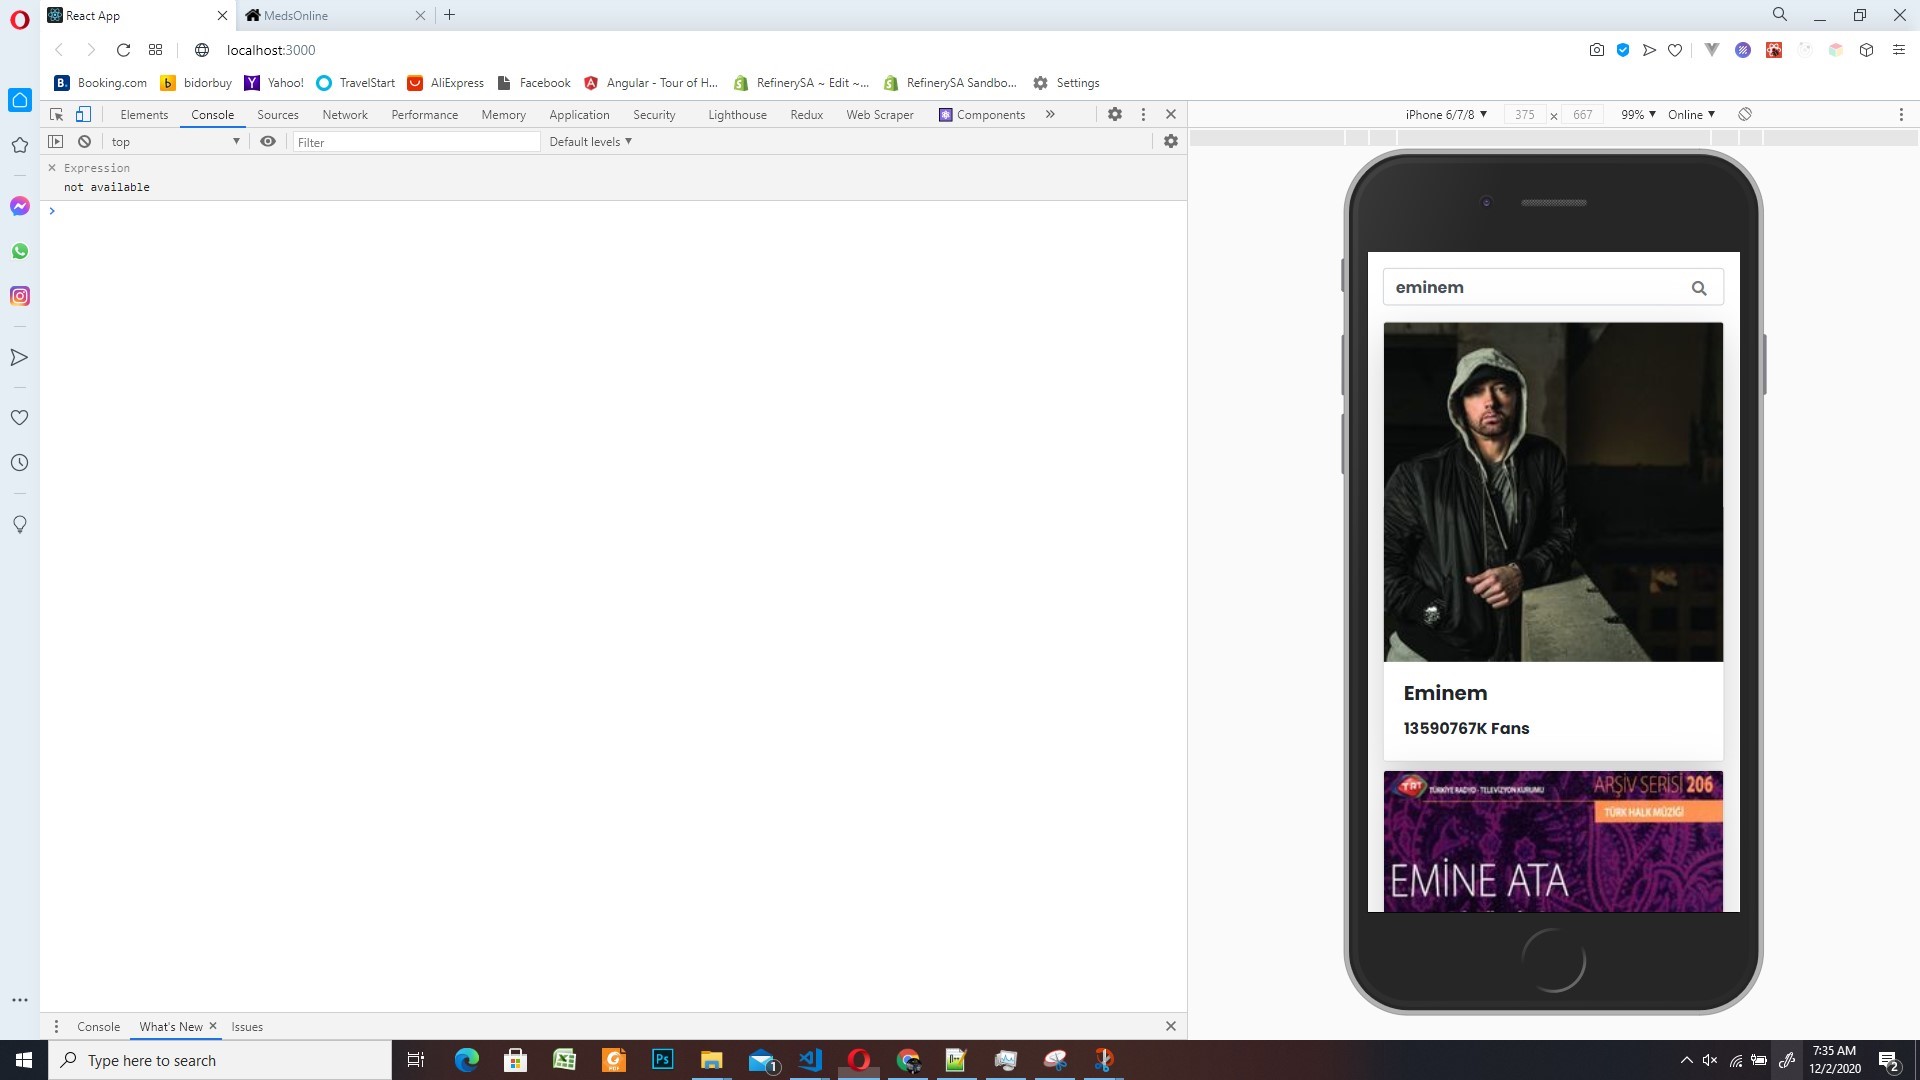 React App
MedsOnline
localhost:3000
Booking.com
bidorbuy
Yahoo!
TravelStart
AliExpress
Facebook
Angular - Tour of H...
RefinerySA ~ Edit ~...
RefinerySA Sandbo...
Settings
Elements
Console
Sources
Network
Performance
Memory
Application
Security
Lighthouse
Redux
Web Scraper
Components
iPhone 6/7/8
375
667
99%
Online
top
Filter
Default levels
Expression
not available
eminem
Eminem
13590767K Fans
TRT
TÜRKİYE RADYO - TELEVİZYON KURUMU
ARŞİV SERİSİ 206
TÜRK HALK MÜZİĞİ
EMİNE ATA
Console
What's New
Issues
Type here to search
1
7:35 AM
12/2/2020
2